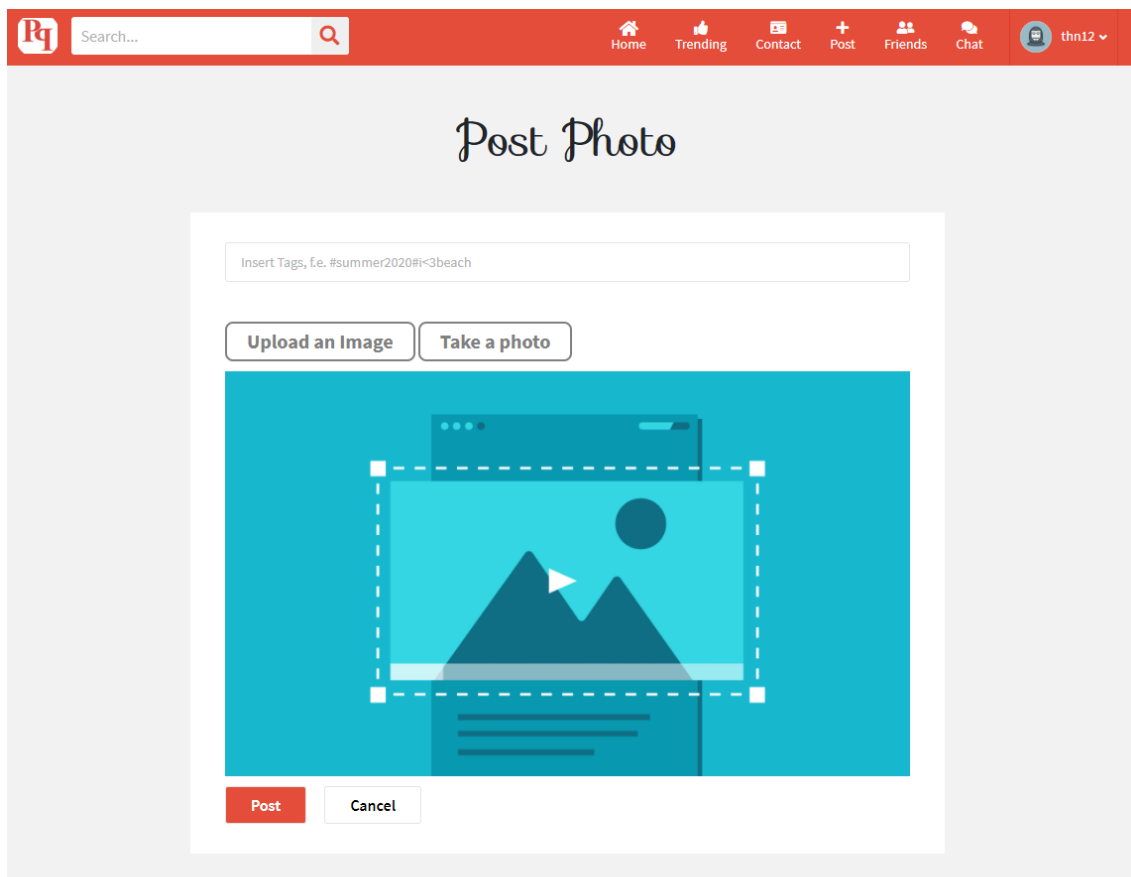 Pq
Search...
Home
Trending
Contact
Post
Friends
Chat
thn12
Post Photo
Insert Tags, f.e. #summer2020#i<3beach
Upload an Image
Take a photo
Post
Cancel